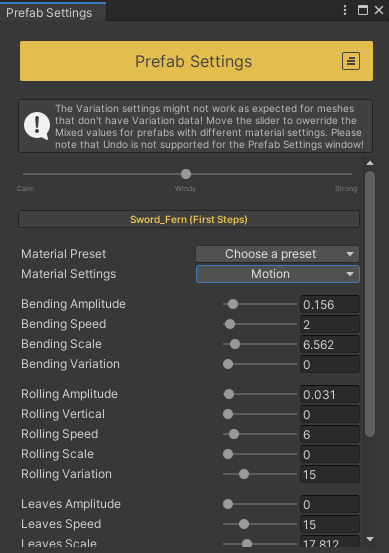 Prefab Settings
Prefab Settings
The Variation settings might not work as expected for meshes
that don't have Variation data! Move the slider to owerride the
Mixed values for prefabs with different material settings. Please
note that Undo is not supported for the Prefab Settings window!
Calm Windy Strong
Sword_Fern (First Steps)
Material Preset Choose a preset
Material Settings Motion
Bending Amplitude 0.156
Bending Speed 2
Bending Scale 6.562
Bending Variation 0
Rolling Amplitude 0.031
Rolling Vertical 0
Rolling Speed 6
Rolling Scale 0
Rolling Variation 15
Leaves Amplitude 0
Leaves Speed 15
Leaves Scale 17.812